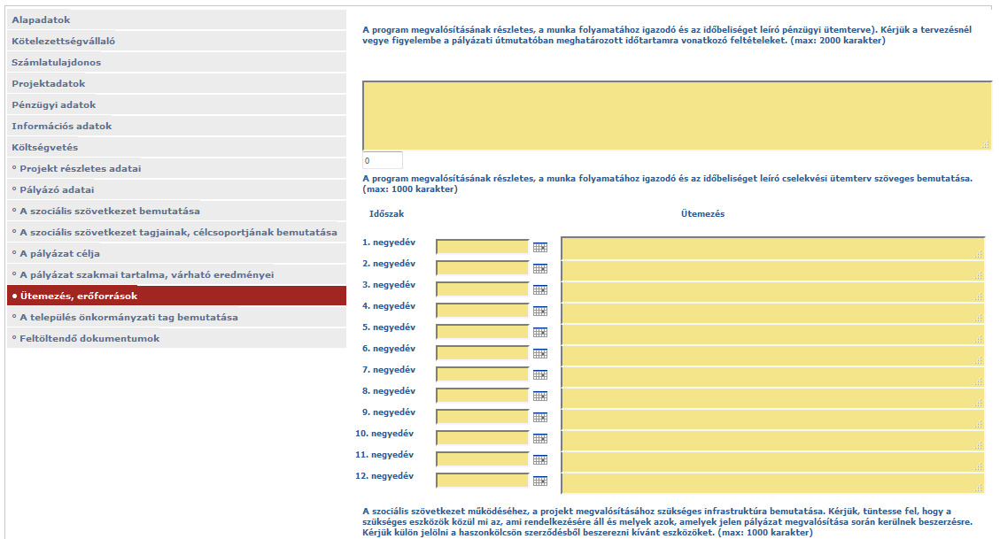 Alapadatok
Kötelezettségvállaló
Számlatulajdonos
Projektadatok
Pénzügyi adatok
Információs adatok
Költségvetés
Projekt részletes adatai
Pályázó adatai
A szociális szövetkezet bemutatása
A szociális szövetkezet tagjainak, célcsoportjának bemutatása
A pályázat célja
A pályázat szakmai tartalma, várható eredményei
Ütemezés, erőforrások
A település önkormányzati tag bemutatása
Feltöltendő dokumentumok
A program megvalósításának részletes, a munka folyamatához igazodó és az időbeliséget leíró pénzügyi ütemterve). Kérjük a tervezésnél
vegye figyelembe a pályázati útmutatóban meghatározott időtartamra vonatkozó feltételeket. (max: 2000 karakter)
0
A program megvalósításának részletes, a munka folyamatához igazodó és az időbeliséget leíró cselekvési ütemterv szöveges bemutatása.
(max: 1000 karakter)
Időszak Ütemezés
1. negyedév
2. negyedév
3. negyedév
4. negyedév
5. negyedév
6. negyedév
7. negyedév
8. negyedév
9. negyedév
10. negyedév
11. negyedév
12. negyedév
A szociális szövetkezet működéséhez, a projekt megvalósításához szükséges infrastruktúra bemutatása. Kérjük, tüntesse fel, hogy a
szükséges eszközök közül mi az, ami rendelkezésére áll és melyek azok, amelyek jelen pályázat megvalósítása során kerülnek beszerzésre.
Kérjük külön jelölni a haszonkölcsön szerződésből beszerezni kívánt eszközöket. (max: 1000 karakter)